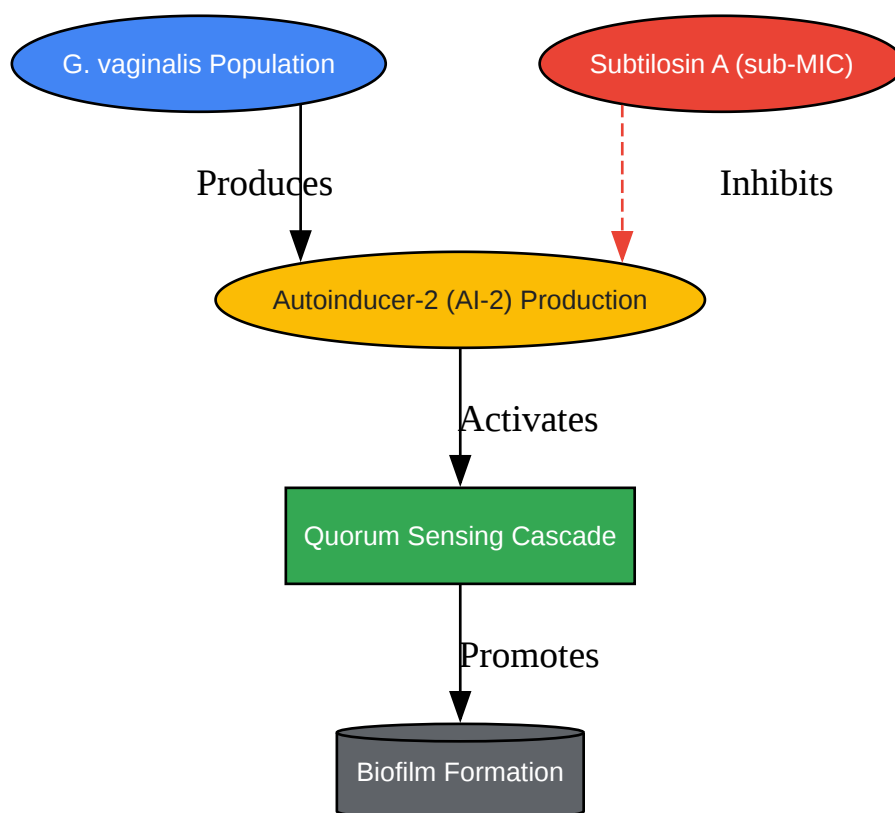 G. vaginalis Population
Subtilosin A (sub-MIC)
Produces
Inhibits
Autoinducer-2 (AI-2) Production
Activates
Quorum Sensing Cascade
Promotes
Biofilm Formation